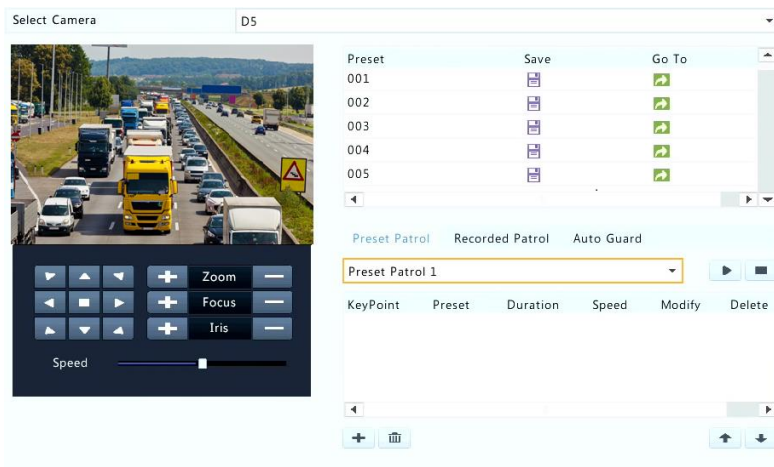 Select Camera D5
Preset Save Go To
001
002
003
004
005
Preset Patrol Recorded Patrol Auto Guard
Preset Patrol 1
KeyPoint Preset Duration Speed Modify Delete
Zoom
Focus
Iris
Speed